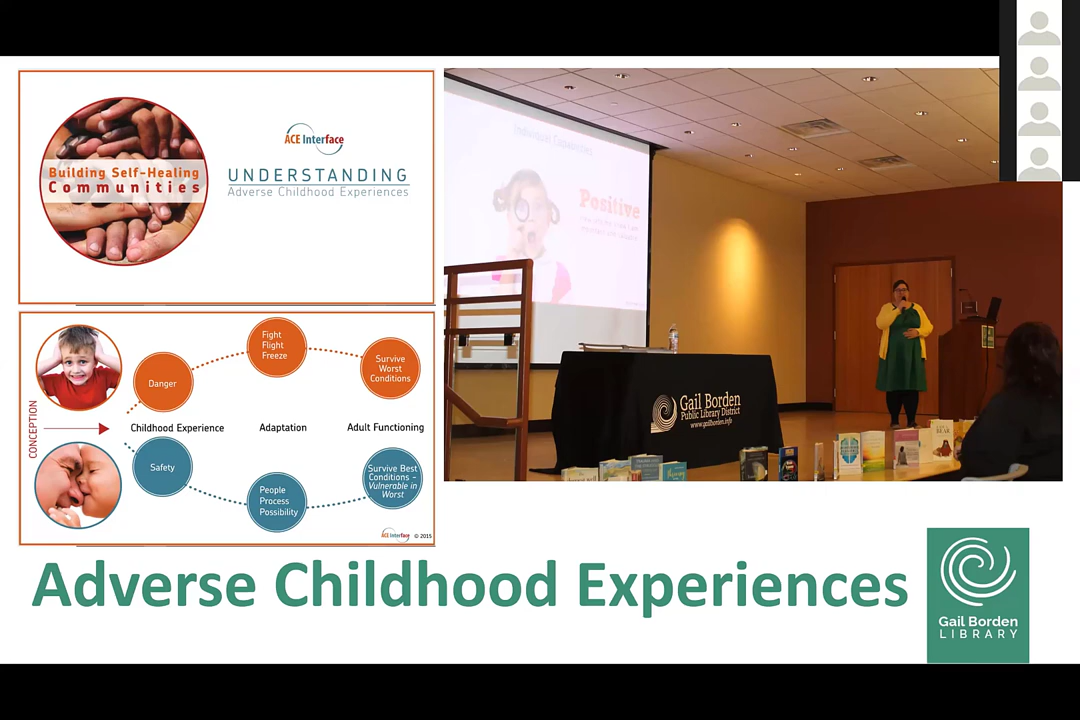 Building Self-Healing
Communities
ACE Interface
UNDERSTANDING
Adverse Childhood Experiences
Fight
Flight
Freeze
Danger
Survive
Worst
Conditions
CONCEPTION
Childhood Experience
Adaptation
Adult Functioning
Safety
People
Process
Possibility
Survive Best
Conditions -
Vulnerable in
Worst
ACE Interface © 2015
Positive
Gail Borden
Public Library District
www.gailborden.info
Adverse Childhood Experiences
Gail Borden
LIBRARY